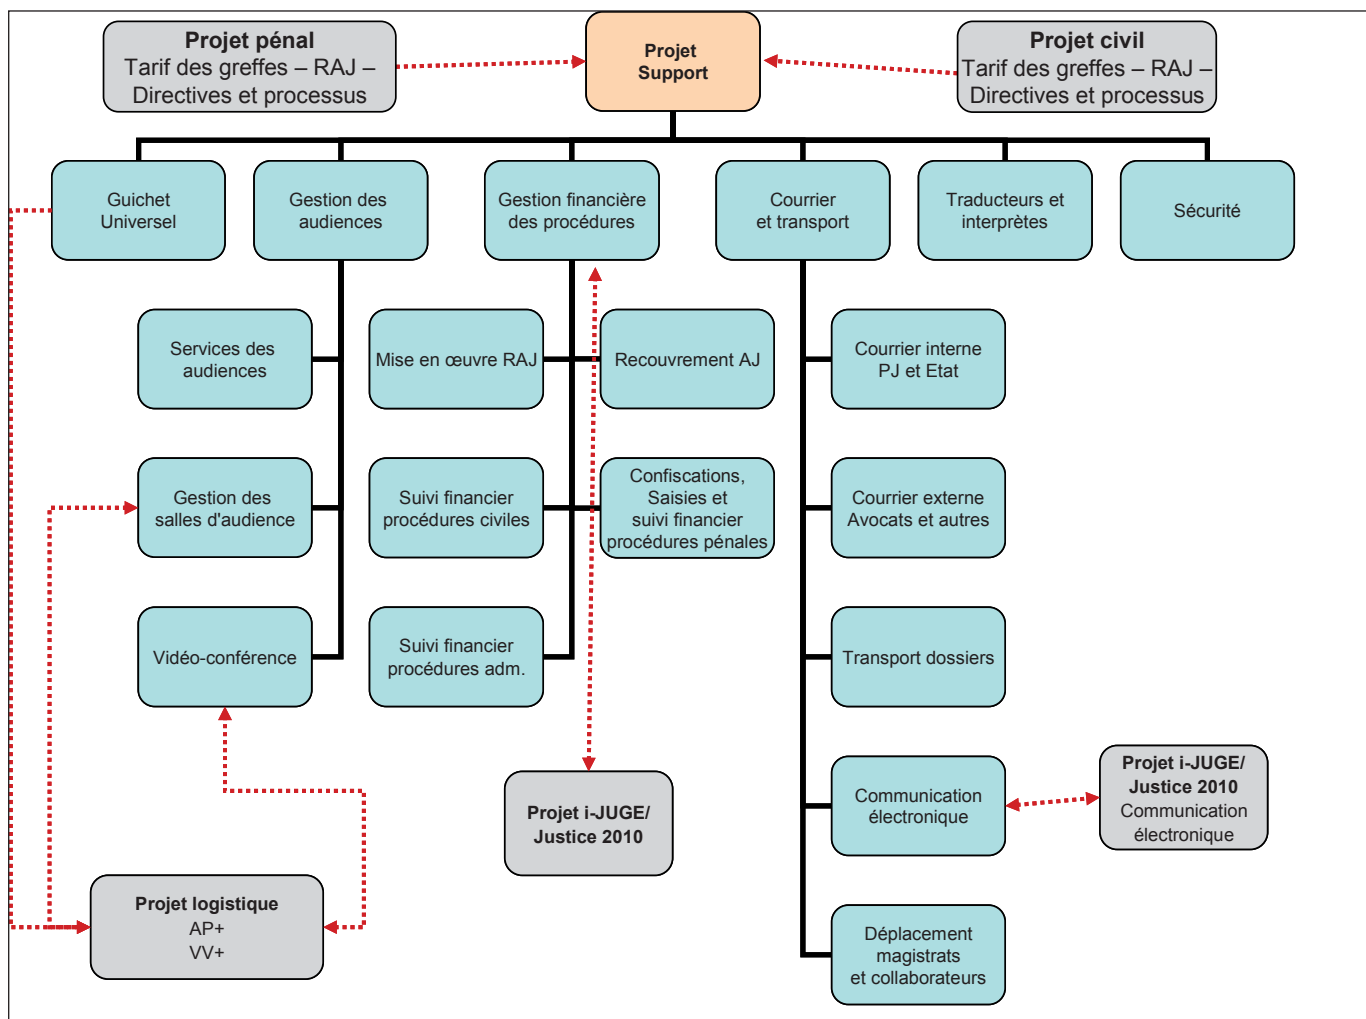 Projet pénal
Tarif des greffes – RAJ –
Directives et processus
Projet
Support
Projet civil
Tarif des greffes – RAJ –
Directives et processus
Guichet
Universel
Gestion des
audiences
Gestion financière
des procédures
Courrier
et transport
Traducteurs et
interprètes
Sécurité
Services des
audiences
Mise en œuvre RAJ
Recouvrement AJ
Courrier interne
PJ et Etat
Gestion des
salles d'audience
Suivi financier
procédures civiles
Confiscations,
Saisies et
suivi financier
procédures pénales
Courrier externe
Avocats et autres
Vidéo-conférence
Suivi financier
procédures adm.
Transport dossiers
Projet i-JUGE/
Justice 2010
Communication
électronique
Projet i-JUGE/
Justice 2010
Communication
électronique
Projet logistique
AP+
VV+
Déplacement
magistrats
et collaborateurs